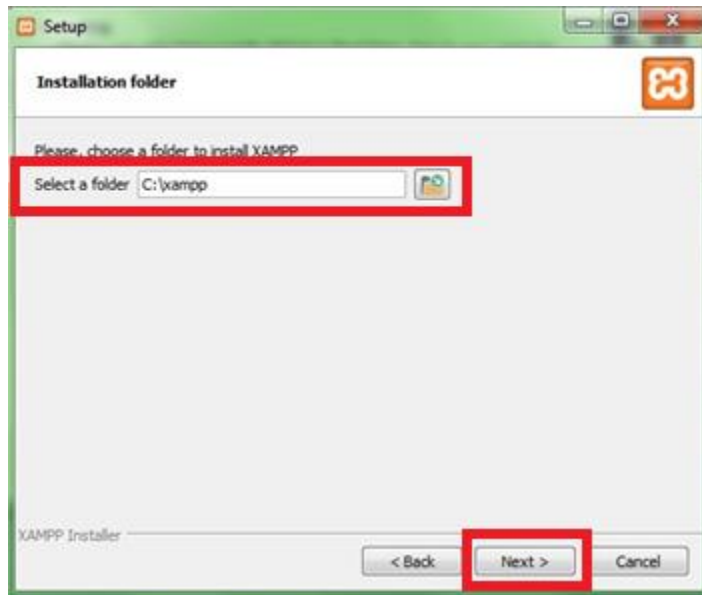 Setup
Installation folder
Please, choose a folder to install XAMPP
Select a folder C:\xampp
XAMPP Installer
< Back Next > Cancel